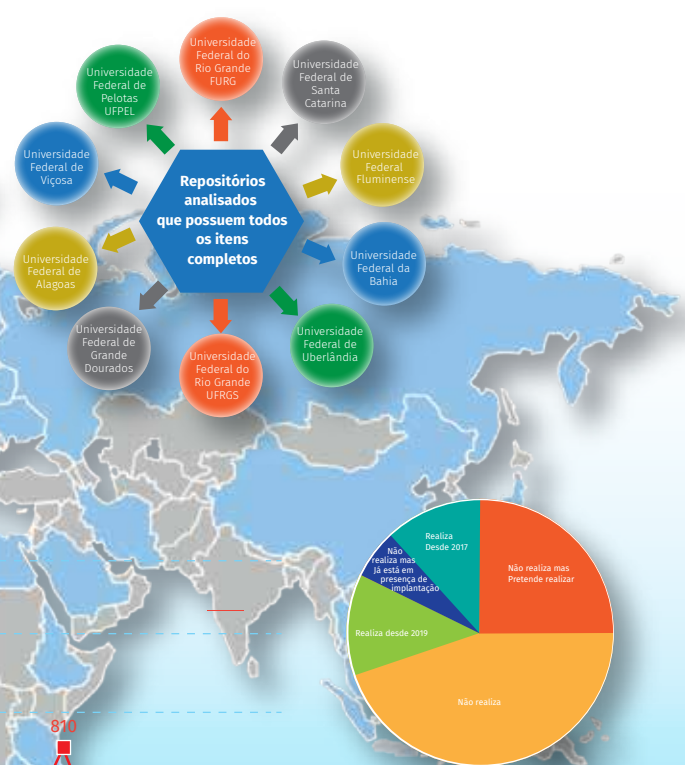 Universidade
Federal do
Rio Grande
FURG
Universidade
Federal de
Santa
Catarina
Universidade
Federal
Fluminense
Universidade
Federal da
Bahia
Universidade
Federal de
Uberlândia
Universidade
Federal do
Rio Grande
UFRGS
Universidade
Federal de
Grande
Dourados
Universidade
Federal de
Alagoas
Universidade
Federal de
Viçosa
Universidade
Federal de
Pelotas
UFPEL
Repositórios
analisados
que possuem todos
os itens
completos
Realiza
Desde 2017
Não realiza mas
Pretende realizar
Não
realiza mas
Já está em
presença de
implantação
Realiza desde 2019
Não realiza
810